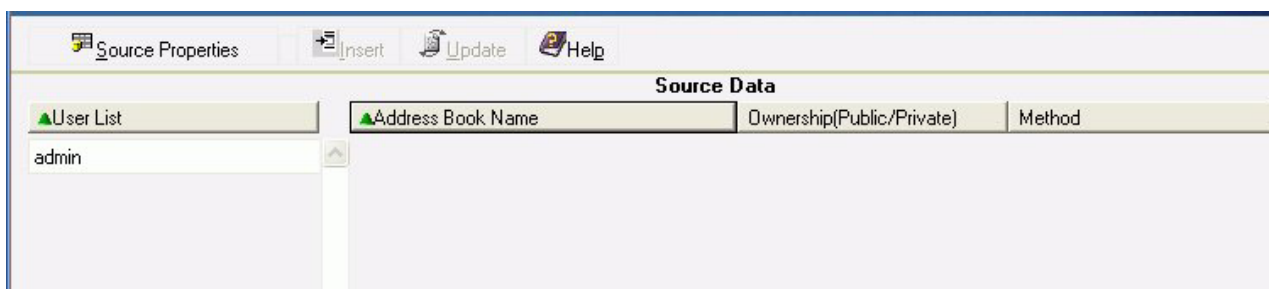 Source Properties Insert Update Help
Source Data
User List Address Book Name Ownership(Public/Private) Method
admin